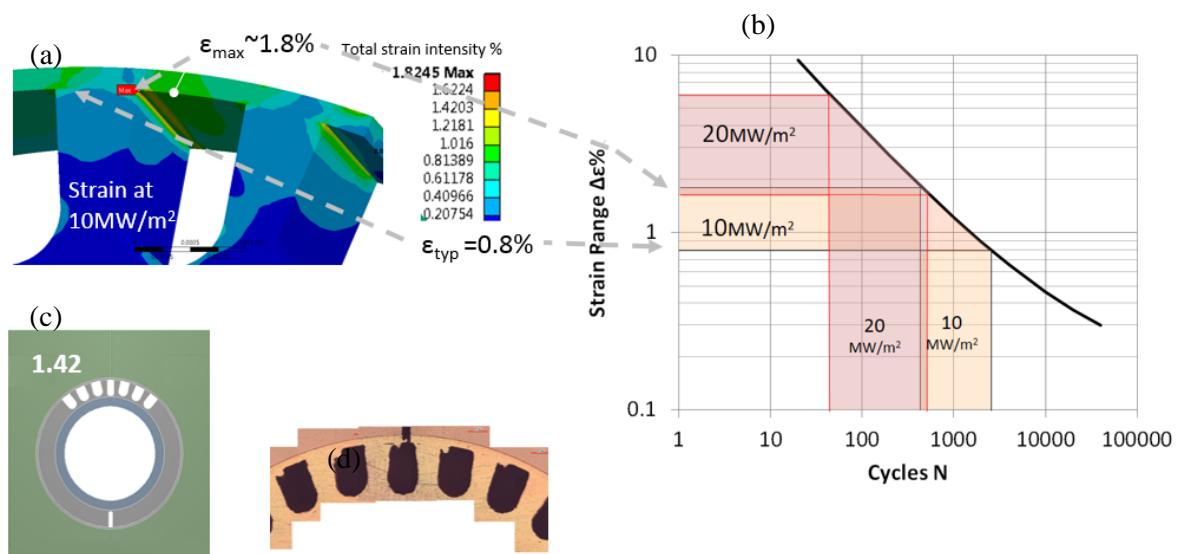 (a)
εmax~1.8%
Total strain intensity %
1.8245 Max
1.6224
1.4203
1.2181
1.016
0.81389
0.61178
0.40966
0.20754
Max
Strain at
10MW/m²
εtyp =0.8%
(b)
Strain Range Δε%
10
1
0.1
20MW/m²
10MW/m²
20
MW/m²
10
MW/m²
1
10
100
1000
10000
100000
Cycles N
(c)
1.42
(d)